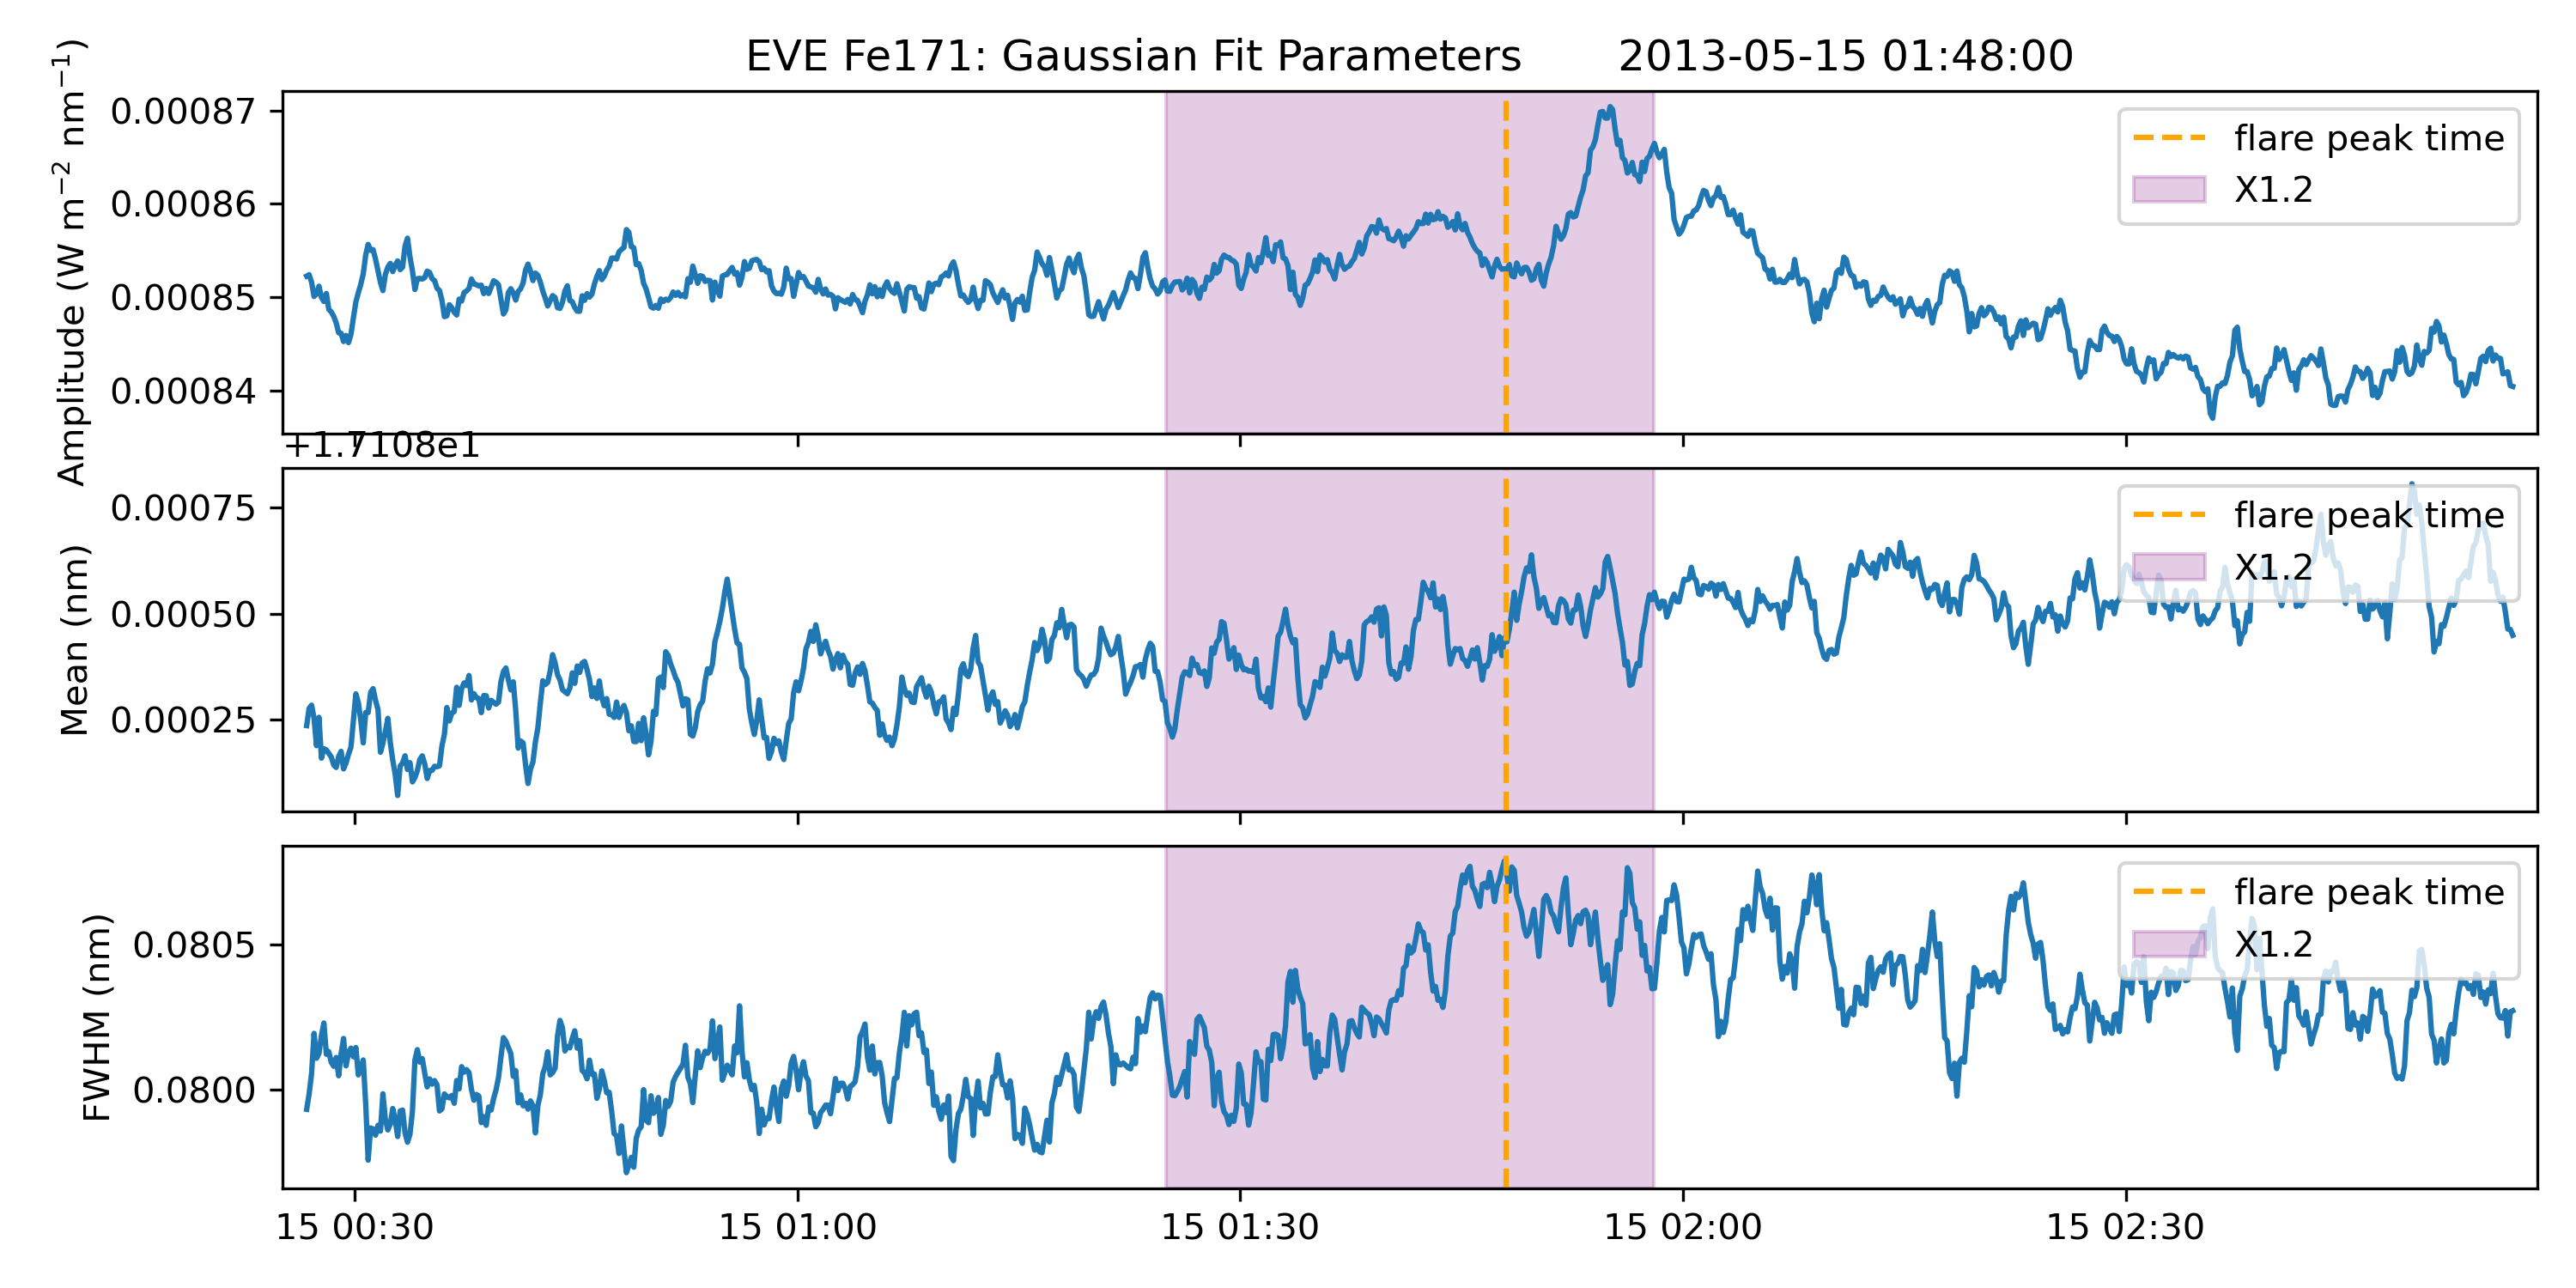 EVE Fe171: Gaussian Fit Parameters 2013-05-15 01:48:00
Amplitude (W m⁻² nm⁻¹)
0.00087
0.00086
0.00085
0.00084
flare peak time
X1.2
+1.7108e1
Mean (nm)
0.00075
0.00050
0.00025
flare peak time
X1.2
FWHM (nm)
0.0805
0.0800
flare peak time
X1.2
15 00:30
15 01:00
15 01:30
15 02:00
15 02:30